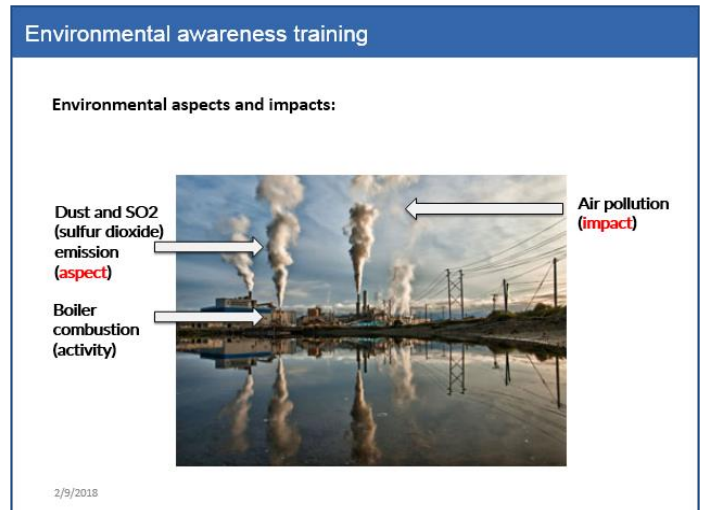 Environmental awareness training
Environmental aspects and impacts:
Dust and SO2
(sulfur dioxide)
emission
(aspect)
Boiler
combustion
(activity)
Air pollution
(impact)
2/9/2018